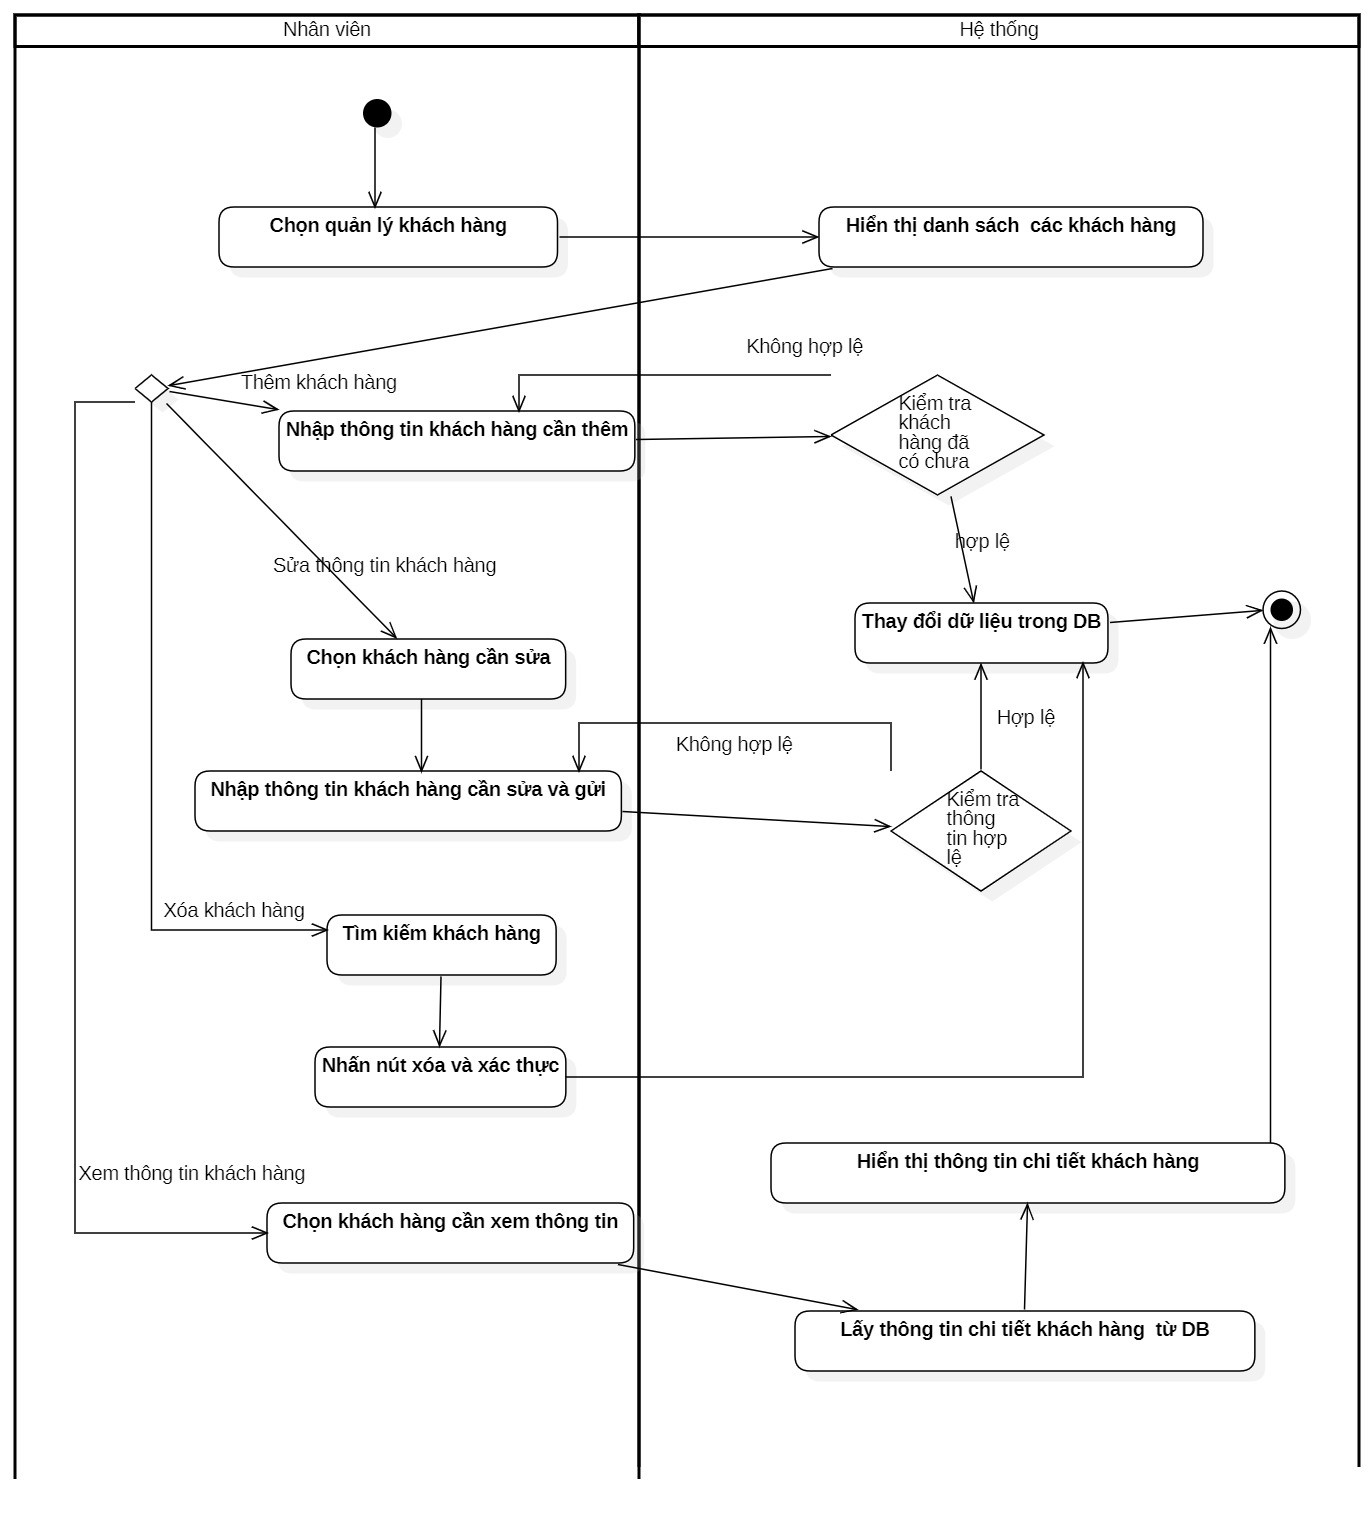 Nhân viên
Hệ thống
Chọn quản lý khách hàng
Hiển thị danh sách  các khách hàng
Không hợp lệ
Thêm khách hàng
Nhập thông tin khách hàng cần thêm
Kiểm tra
khách
hàng đã
có chưa
hợp lệ
Sửa thông tin khách hàng
Thay đổi dữ liệu trong DB
Chọn khách hàng cần sửa
Hợp lệ
Không hợp lệ
Nhập thông tin khách hàng cần sửa và gửi
Kiểm tra
thông
tin hợp
lệ
Xóa khách hàng
Tìm kiếm khách hàng
Nhấn nút xóa và xác thực
Hiển thị thông tin chi tiết khách hàng
Xem thông tin khách hàng
Chọn khách hàng cần xem thông tin
Lấy thông tin chi tiết khách hàng  từ DB